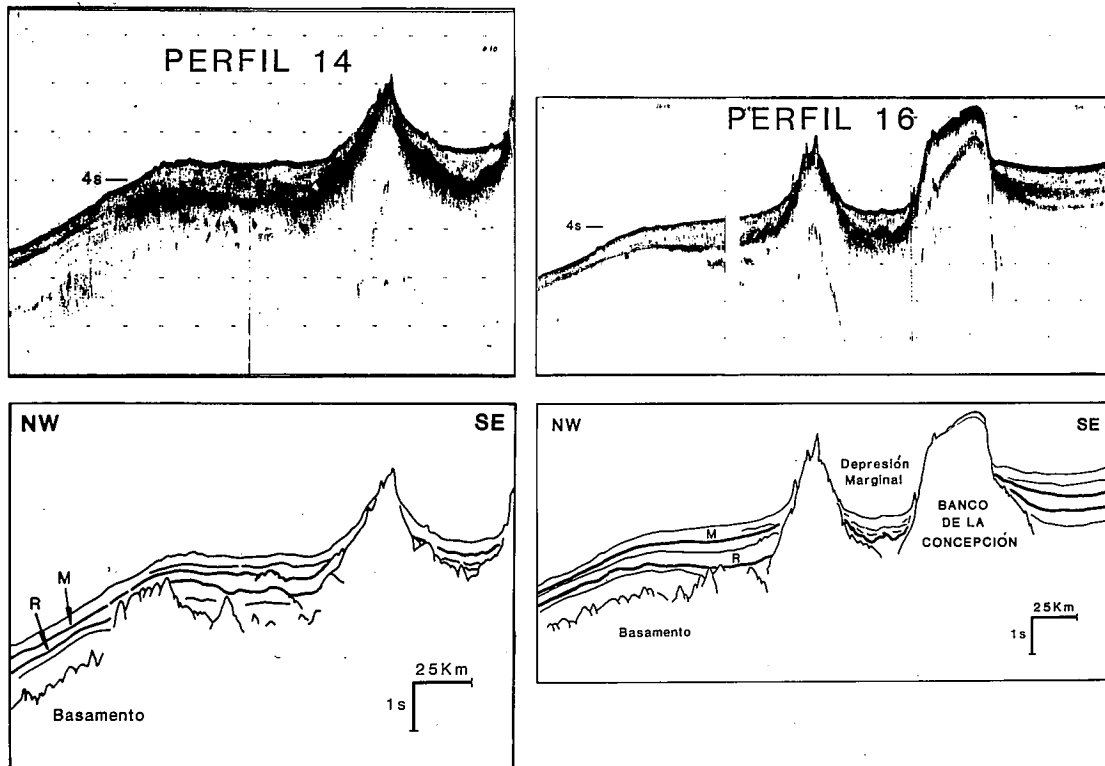 PERFIL 14
4s
PERFIL 16
4s
NW
SE
R
M
Basamento
25Km
1s
NW
SE
Depresión
Marginal
BANCO
DE LA
CONCEPCIÓN
M
R
Basamento
25Km
1s